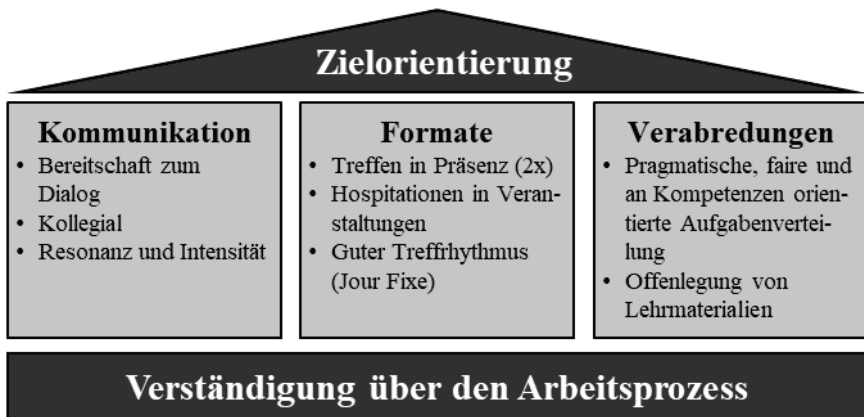 Zielorientierung
Kommunikation
• Bereitschaft zum
Dialog
• Kollegial
• Resonanz und Intensität
Formate
• Treffen in Präsenz (2x)
• Hospitationen in Veran-
staltungen
• Guter Treffrhythmus
(Jour Fixe)
Verabredungen
• Pragmatische, faire und
an Kompetenzen orien-
tierte Aufgabenvertei-
lung
• Offenlegung von
Lehrmaterialien
Verständigung über den Arbeitsprozess